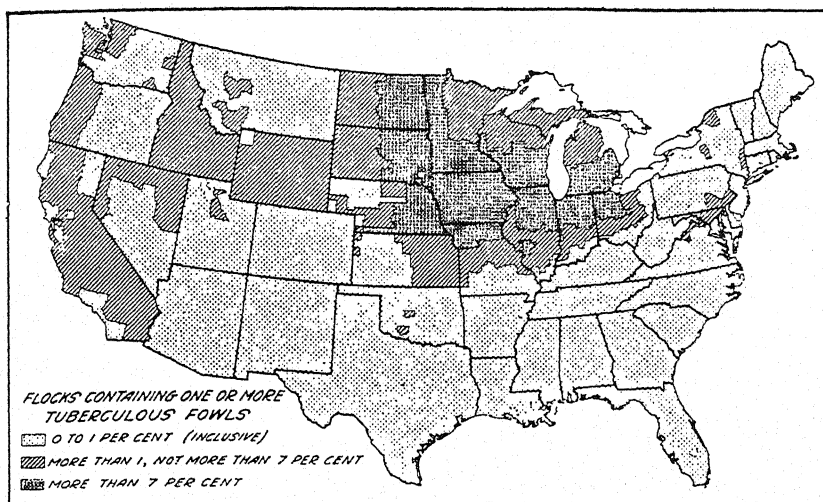 FLOCKS CONTAINING ONE OR MORE
TUBERCULOUS FOWLS
0 TO 1 PER CENT (INCLUSIVE)
MORE THAN 1, NOT MORE THAN 7 PER CENT
MORE THAN 7 PER CENT